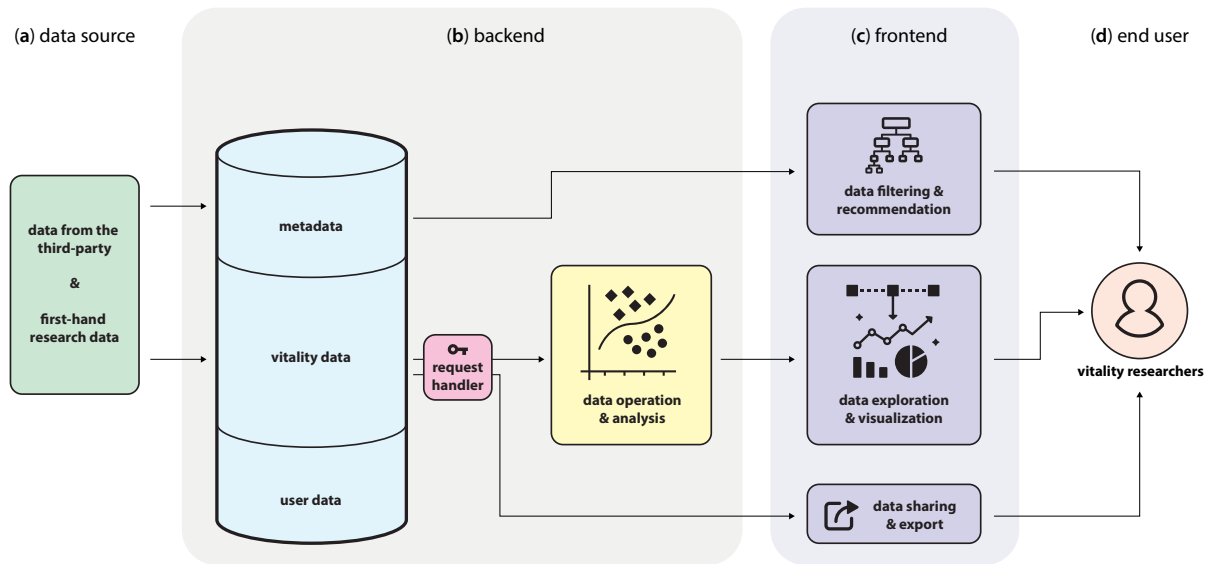 (a) data source
(b) backend
(c) frontend
(d) end user
data from the
third-party
&
first-hand
research data
metadata
vitality data
user data
request
handler
data operation
& analysis
data filtering &
recommendation
data exploration
& visualization
data sharing
& export
vitality researchers